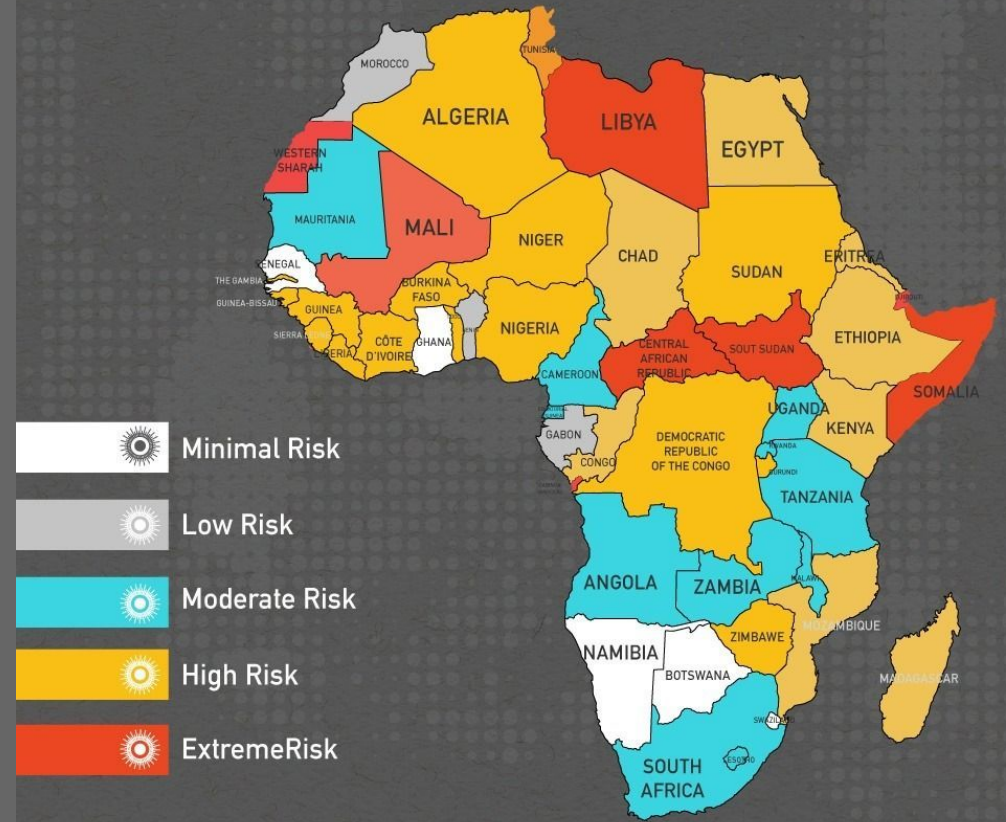 TUNISIA
MOROCCO
ALGERIA
LIBYA
EGYPT
WESTERN
SHARAH
MAURITANIA
MALI
NIGER
CHAD
SUDAN
ERITREA
SENEGAL
THE GAMBIA
GUINEA-BISSAU
GUINEA
SIERRA LEONE
BURKINA
FASO
CÔTE
D'IVOIRE
GHANA
NIGERIA
DJIBOUTI
ETHIOPIA
CENTRAL
AFRICAN
REPUBLIC
SOUT SUDAN
SOMALIA
CAMEROON
UGANDA
KENYA
GABON
CONGO
DEMOCRATIC
REPUBLIC
OF THE CONGO
RWANDA
BURUNDI
TANZANIA
ANGOLA
ZAMBIA
MALAWI
MOZAMBIQUE
ZIMBAWE
NAMIBIA
BOTSWANA
MADAGASCAR
SWAZILAND
LESOTHO
SOUTH
AFRICA
Minimal Risk
Low Risk
Moderate Risk
High Risk
ExtremeRisk